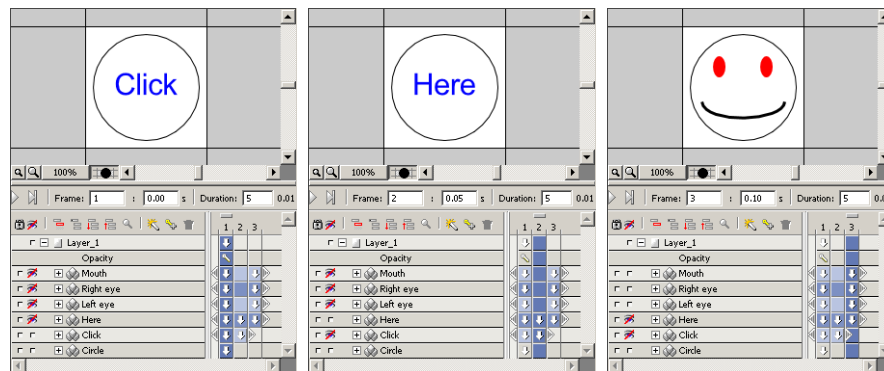 Click
100%
Frame: 1 : 0.00 s Duration: 5 0.01
1 2 3
Layer_1
Opacity
Mouth
Right eye
Left eye
Here
Click
Circle
Here
100%
Frame: 2 : 0.05 s Duration: 5 0.01
1 2 3
Layer_1
Opacity
Mouth
Right eye
Left eye
Here
Click
Circle
100%
Frame: 3 : 0.10 s Duration: 5 0.01
1 2 3
Layer_1
Opacity
Mouth
Right eye
Left eye
Here
Click
Circle